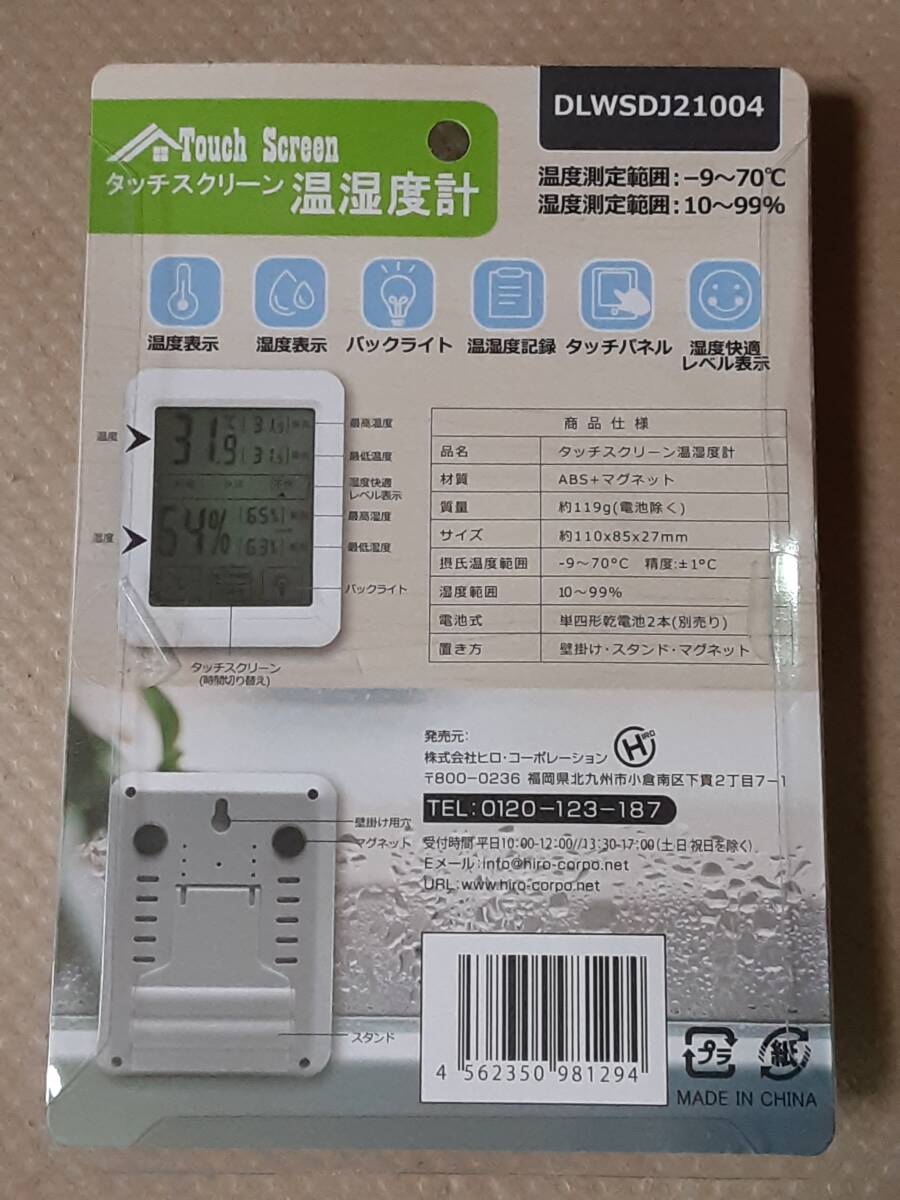 DLWSDJ21004
Touch Screen
タッチスクリーン 温湿度計
温度測定範囲:−9〜70℃
湿度測定範囲:10〜99%
温度表示
湿度表示
バックライト
温湿度記録
タッチパネル
湿度快適
レベル表示
温度
湿度
31.9
℃
31.9
31.5
54%
65%
63%
最高温度
最低温度
湿度快適
レベル表示
最高湿度
最低湿度
バックライト
タッチスクリーン
(時間切り替え)
商品仕様
品名 タッチスクリーン温湿度計
材質 ABS+マグネット
質量 約119g(電池除く)
サイズ 約110x85x27mm
摂氏温度範囲 -9〜70°C 精度:±1°C
湿度範囲 10〜99%
電池式 単四形乾電池2本(別売り)
置き方 壁掛け・スタンド・マグネット
発売元:
株式会社ヒロ・コーポレーション
HIRO
〒800-0236 福岡県北九州市小倉南区下貫2丁目7-1
TEL:0120-123-187
受付時間 平日10:00-12:00//13:30-17:00(土日祝日を除く)
Eメール:info@hiro-corpo.net
URL:www.hiro-corpo.net
壁掛け用穴
マグネット
スタンド
4 562350 981294
プラ
紙
MADE IN CHINA